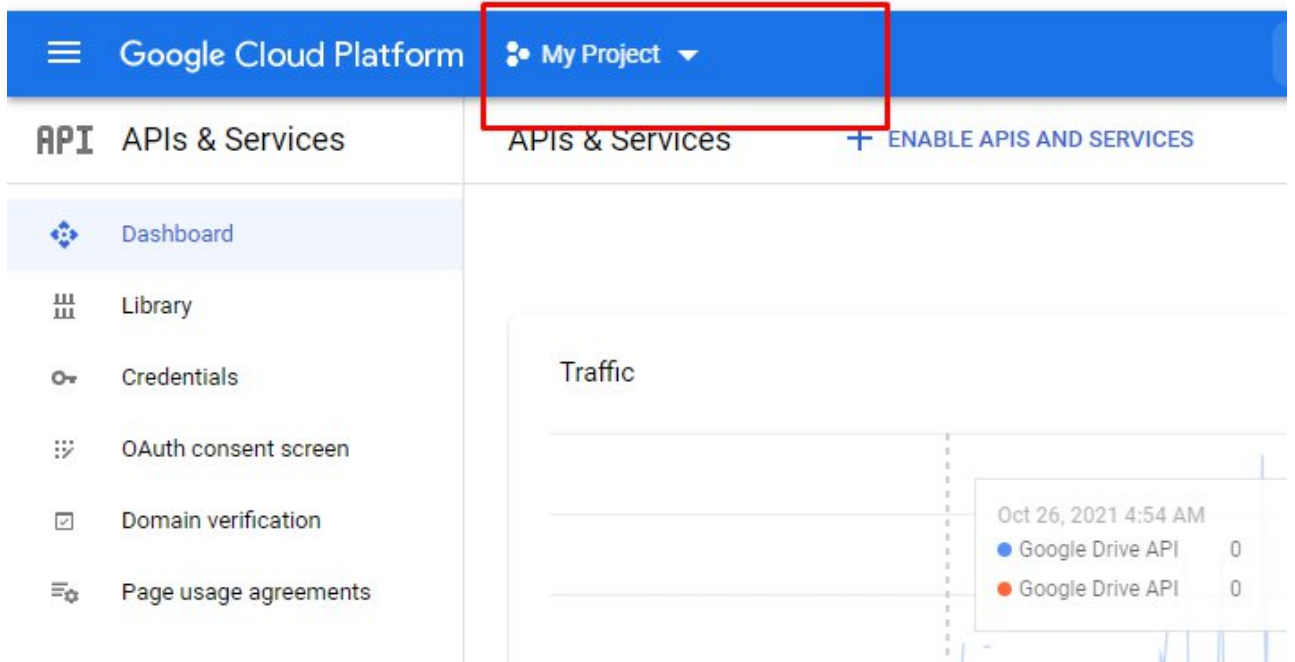 Google Cloud Platform My Project
API APIs & Services
APIs & Services + ENABLE APIS AND SERVICES
Dashboard
Library
Credentials
OAuth consent screen
Domain verification
Page usage agreements
Traffic
Oct 26, 2021 4:54 AM
Google Drive API 0
Google Drive API 0